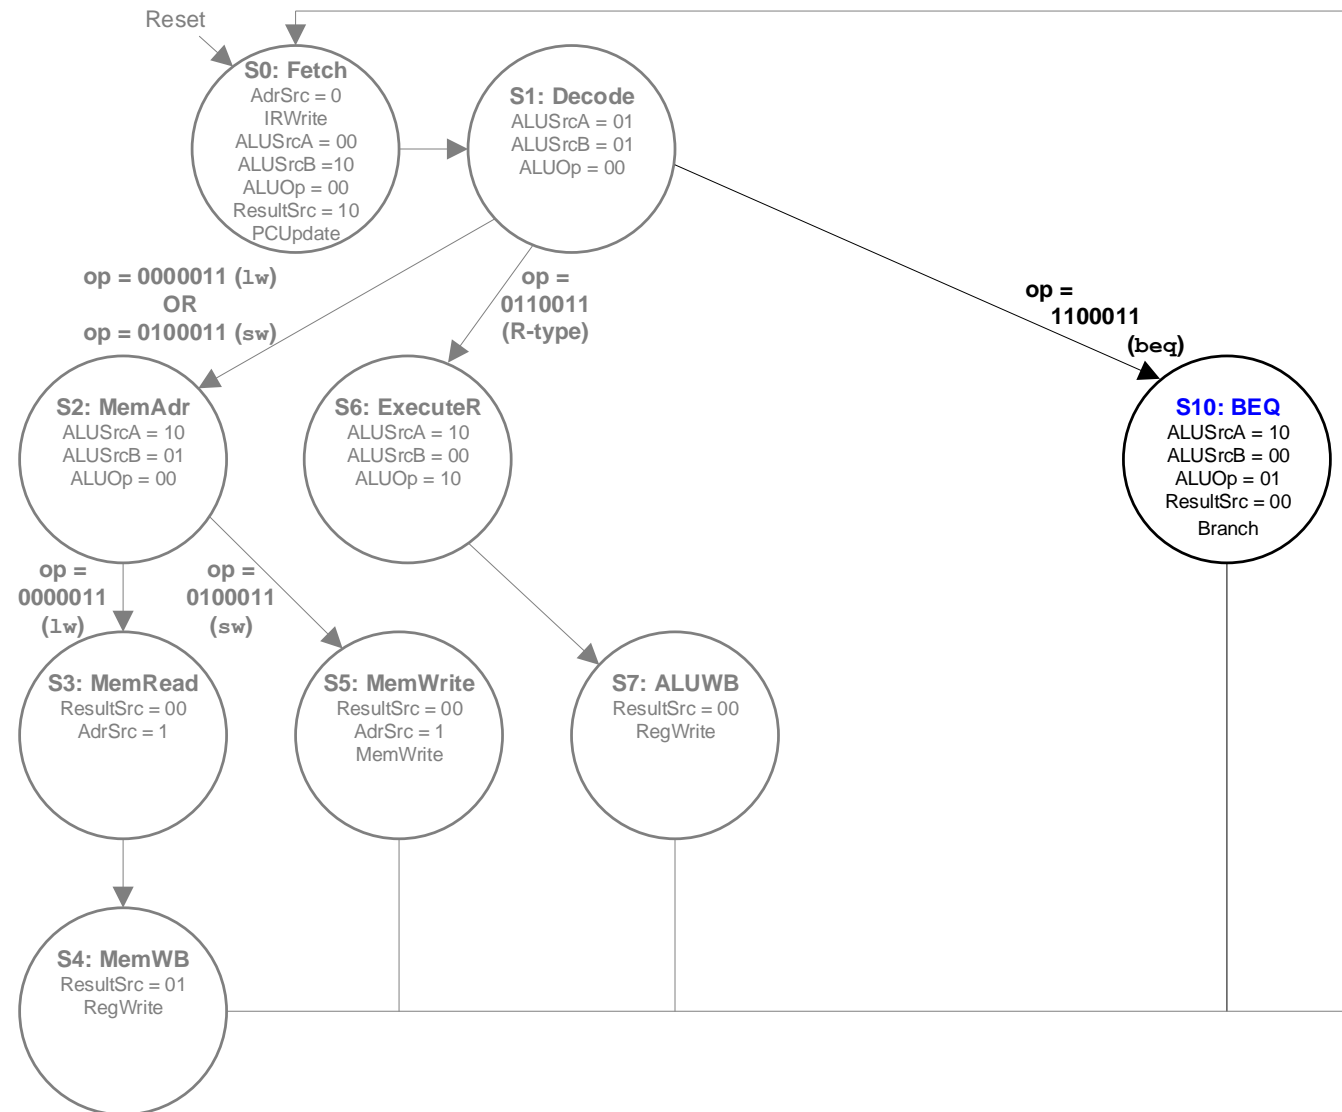 Reset
S0: Fetch
AdrSrc = 0
IRWrite
ALUSrcA = 00
ALUSrcB =10
ALUOp = 00
ResultSrc = 10
PCUpdate
S1: Decode
ALUSrcA = 01
ALUSrcB = 01
ALUOp = 00
op = 0000011 (lw)
OR
op = 0100011 (sw)
op =
0110011
(R-type)
op =
1100011
(beq)
S2: MemAdr
ALUSrcA = 10
ALUSrcB = 01
ALUOp = 00
S6: ExecuteR
ALUSrcA = 10
ALUSrcB = 00
ALUOp = 10
S10: BEQ
ALUSrcA = 10
ALUSrcB = 00
ALUOp = 01
ResultSrc = 00
Branch
op =
0000011
(lw)
op =
0100011
(sw)
S3: MemRead
ResultSrc = 00
AdrSrc = 1
S5: MemWrite
ResultSrc = 00
AdrSrc = 1
MemWrite
S7: ALUWB
ResultSrc = 00
RegWrite
S4: MemWB
ResultSrc = 01
RegWrite